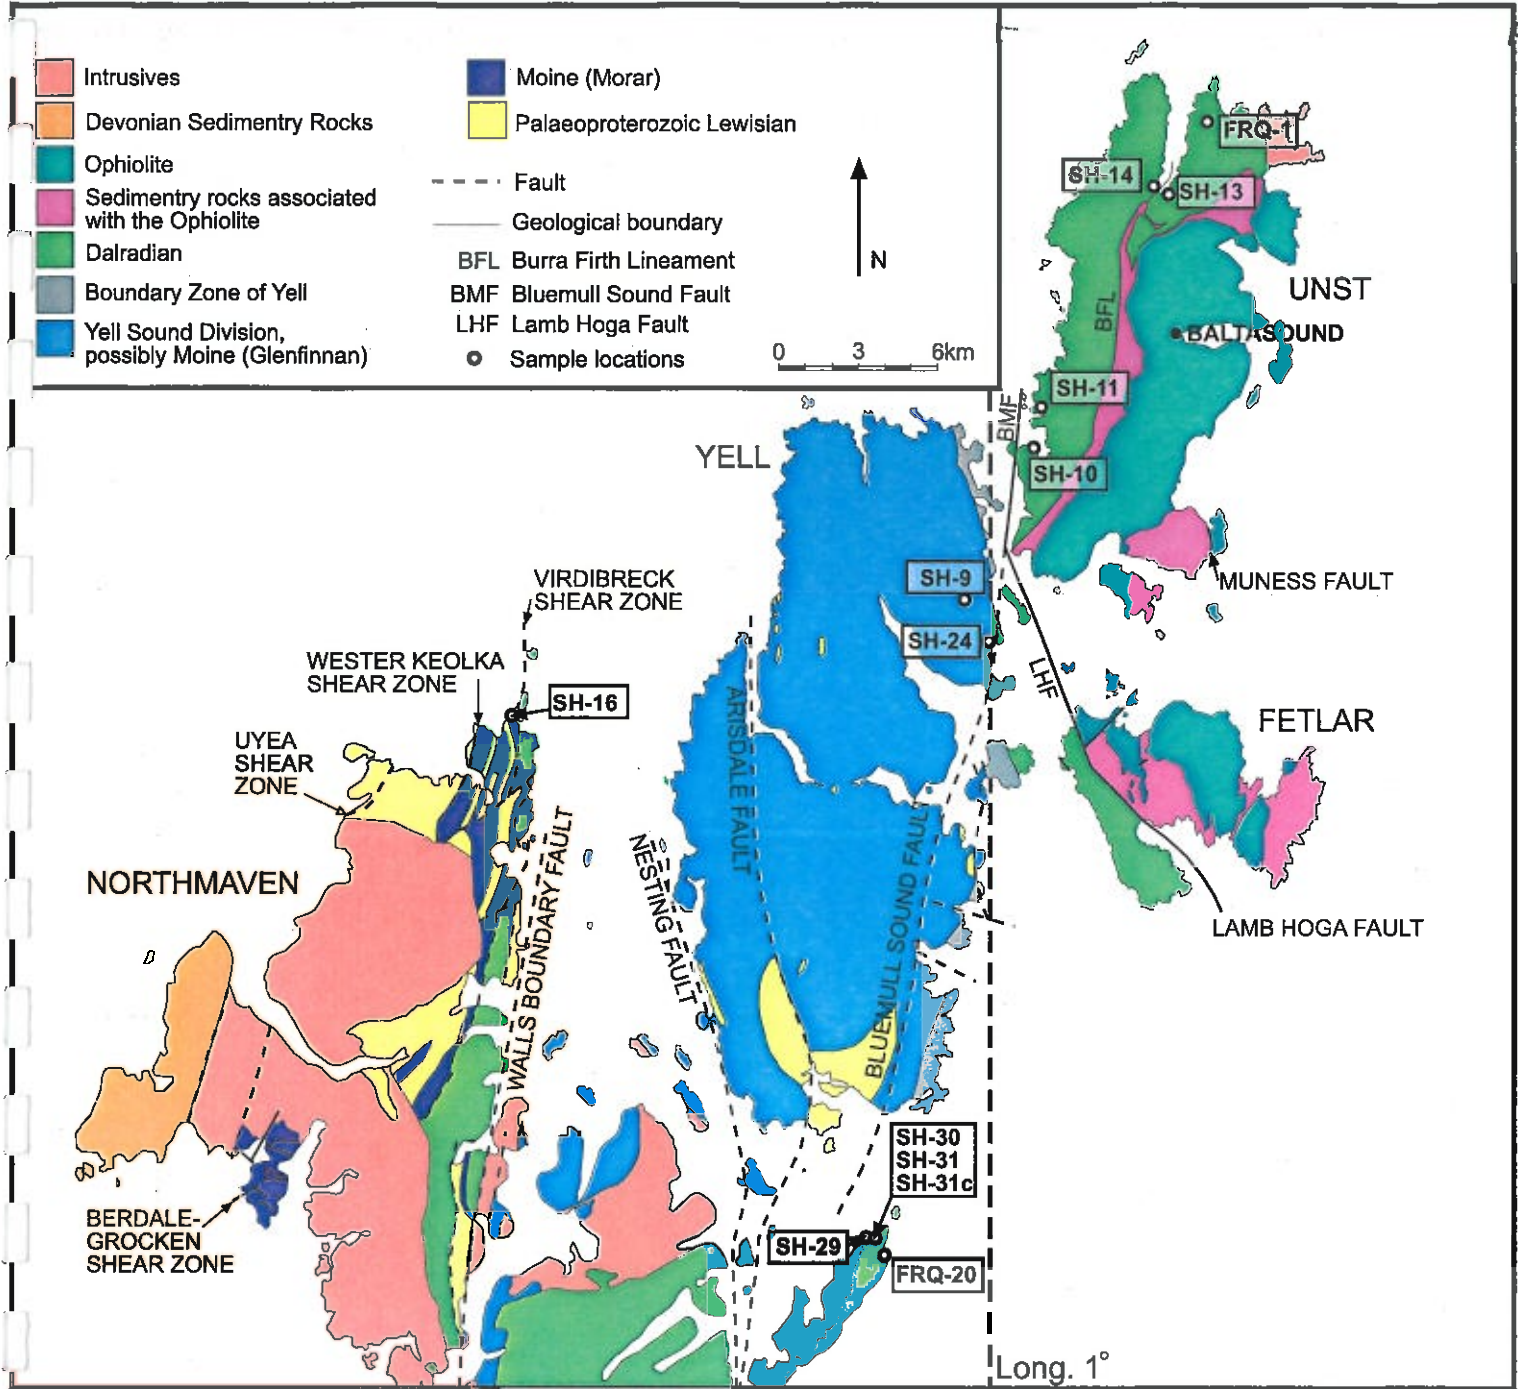 Intrusives
Devonian Sedimentry Rocks
Ophiolite
Sedimentry rocks associated
with the Ophiolite
Dalradian
Boundary Zone of Yell
Yell Sound Division,
possibly Moine (Glenfinnan)
Moine (Morar)
Palaeoproterozoic Lewisian
Fault
Geological boundary
BFL Burra Firth Lineament
BMF Bluemull Sound Fault
LHF Lamb Hoga Fault
Sample locations
N
0 3 6km
FRQ-1
SH-14
SH-13
UNST
BFL
BALTASOUND
SH-11
BMF
SH-10
YELL
MUNESS FAULT
SH-9
SH-24
LHF
VIRDIBRECK
SHEAR ZONE
WESTER KEOLKA
SHEAR ZONE
SH-16
UYEA
SHEAR
ZONE
ARISDALE FAULT
FETLAR
NORTHMAVEN
WALLS BOUNDARY FAULT
NESTING FAULT
BLUEMULL SOUND FAULT
LAMB HOGA FAULT
SH-30
SH-31
SH-31c
BERDALE-
GROCKEN
SHEAR ZONE
SH-29
FRQ-20
Long. 1°